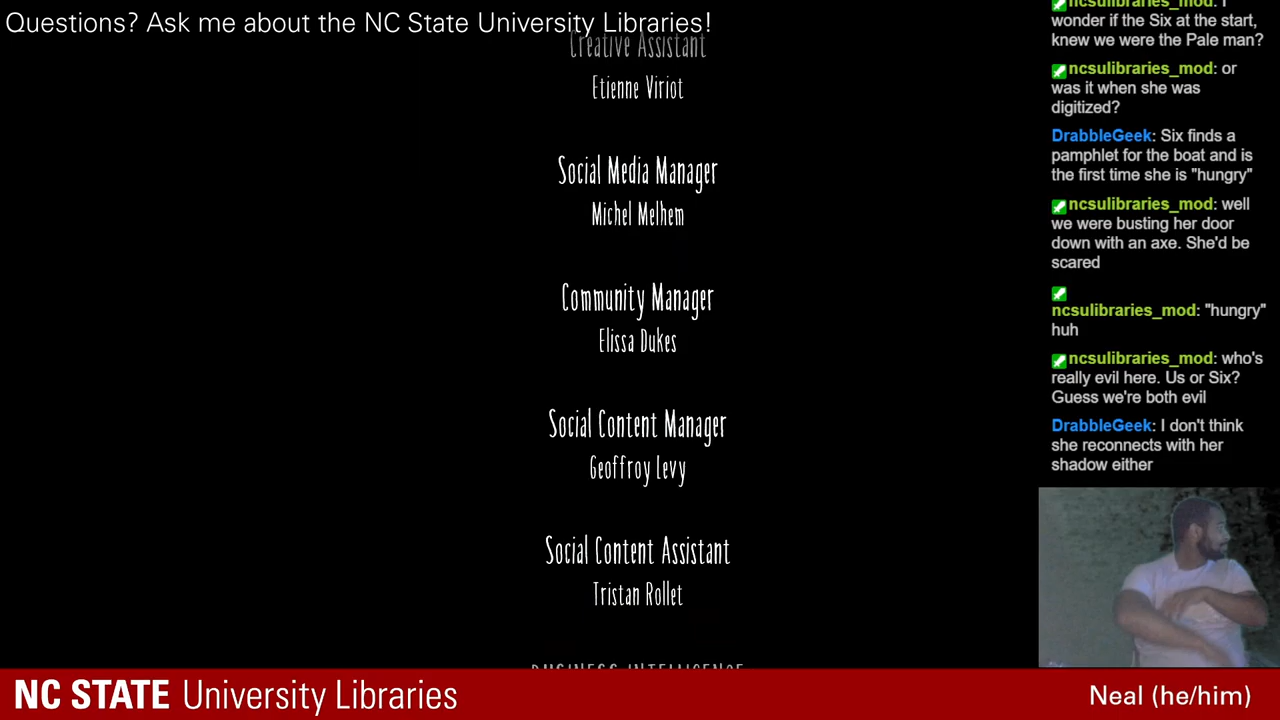 Questions? Ask me about the NC State University Libraries!
Creative Assistant
Etienne Viriot
Social Media Manager
Michel Melhem
Community Manager
Elissa Dukes
Social Content Manager
Geoffroy Levy
Social Content Assistant
Tristan Rollet
BUSINESS INTELLIGENCE
ncsulibraries_mod: I
wonder if the Six at the start,
knew we were the Pale man?
ncsulibraries_mod: or
was it when she was
digitized?
DrabbleGeek: Six finds a
pamphlet for the boat and is
the first time she is "hungry"
ncsulibraries_mod: well
we were busting her door
down with an axe. She'd be
scared
ncsulibraries_mod: "hungry"
huh
ncsulibraries_mod: who's
really evil here. Us or Six?
Guess we're both evil
DrabbleGeek: I don't think
she reconnects with her
shadow either
NC STATE University Libraries
Neal (he/him)